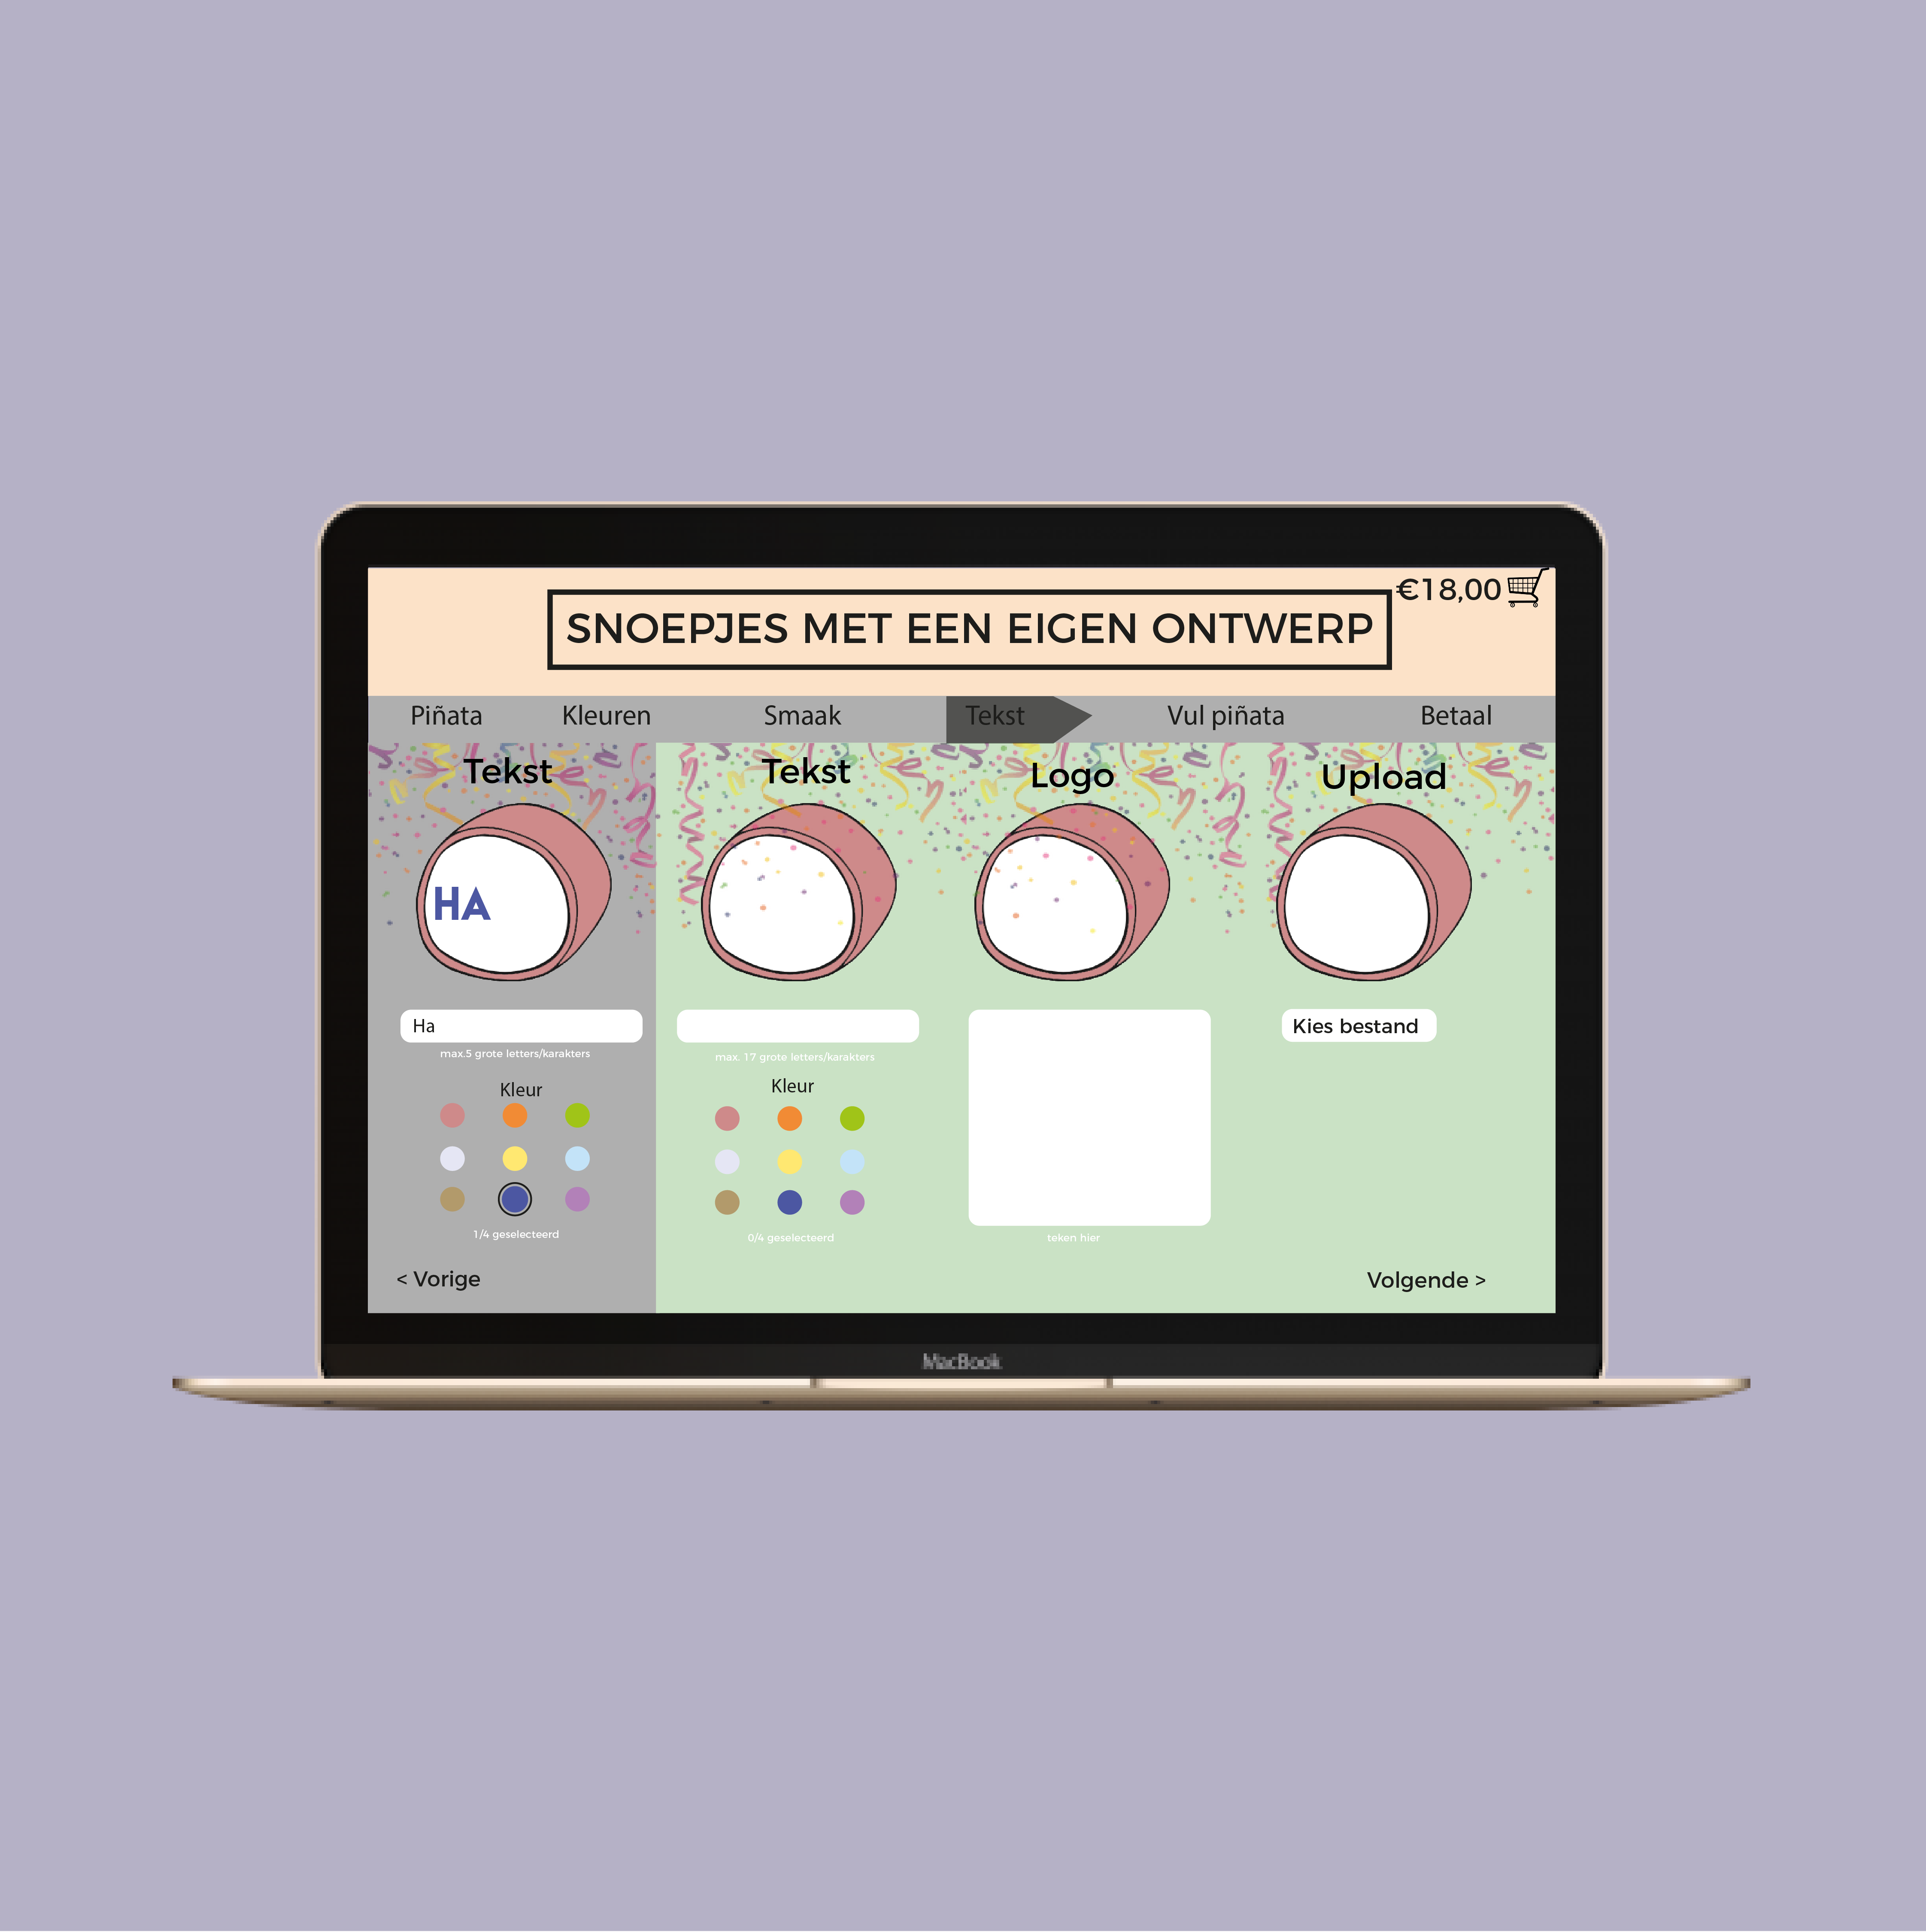 €18,00
SNOEPJES MET EEN EIGEN ONTWERP
Piñata Kleuren Smaak Tekst Vul piñata Betaal
Tekst Tekst Logo Upload
HA
Ha
Kies bestand
max.5 grote letters/karakters
max. 17 grote letters/karakters
Kleur Kleur
1/4 geselecteerd
0/4 geselecteerd
teken hier
< Vorige
Volgende >
MacBook